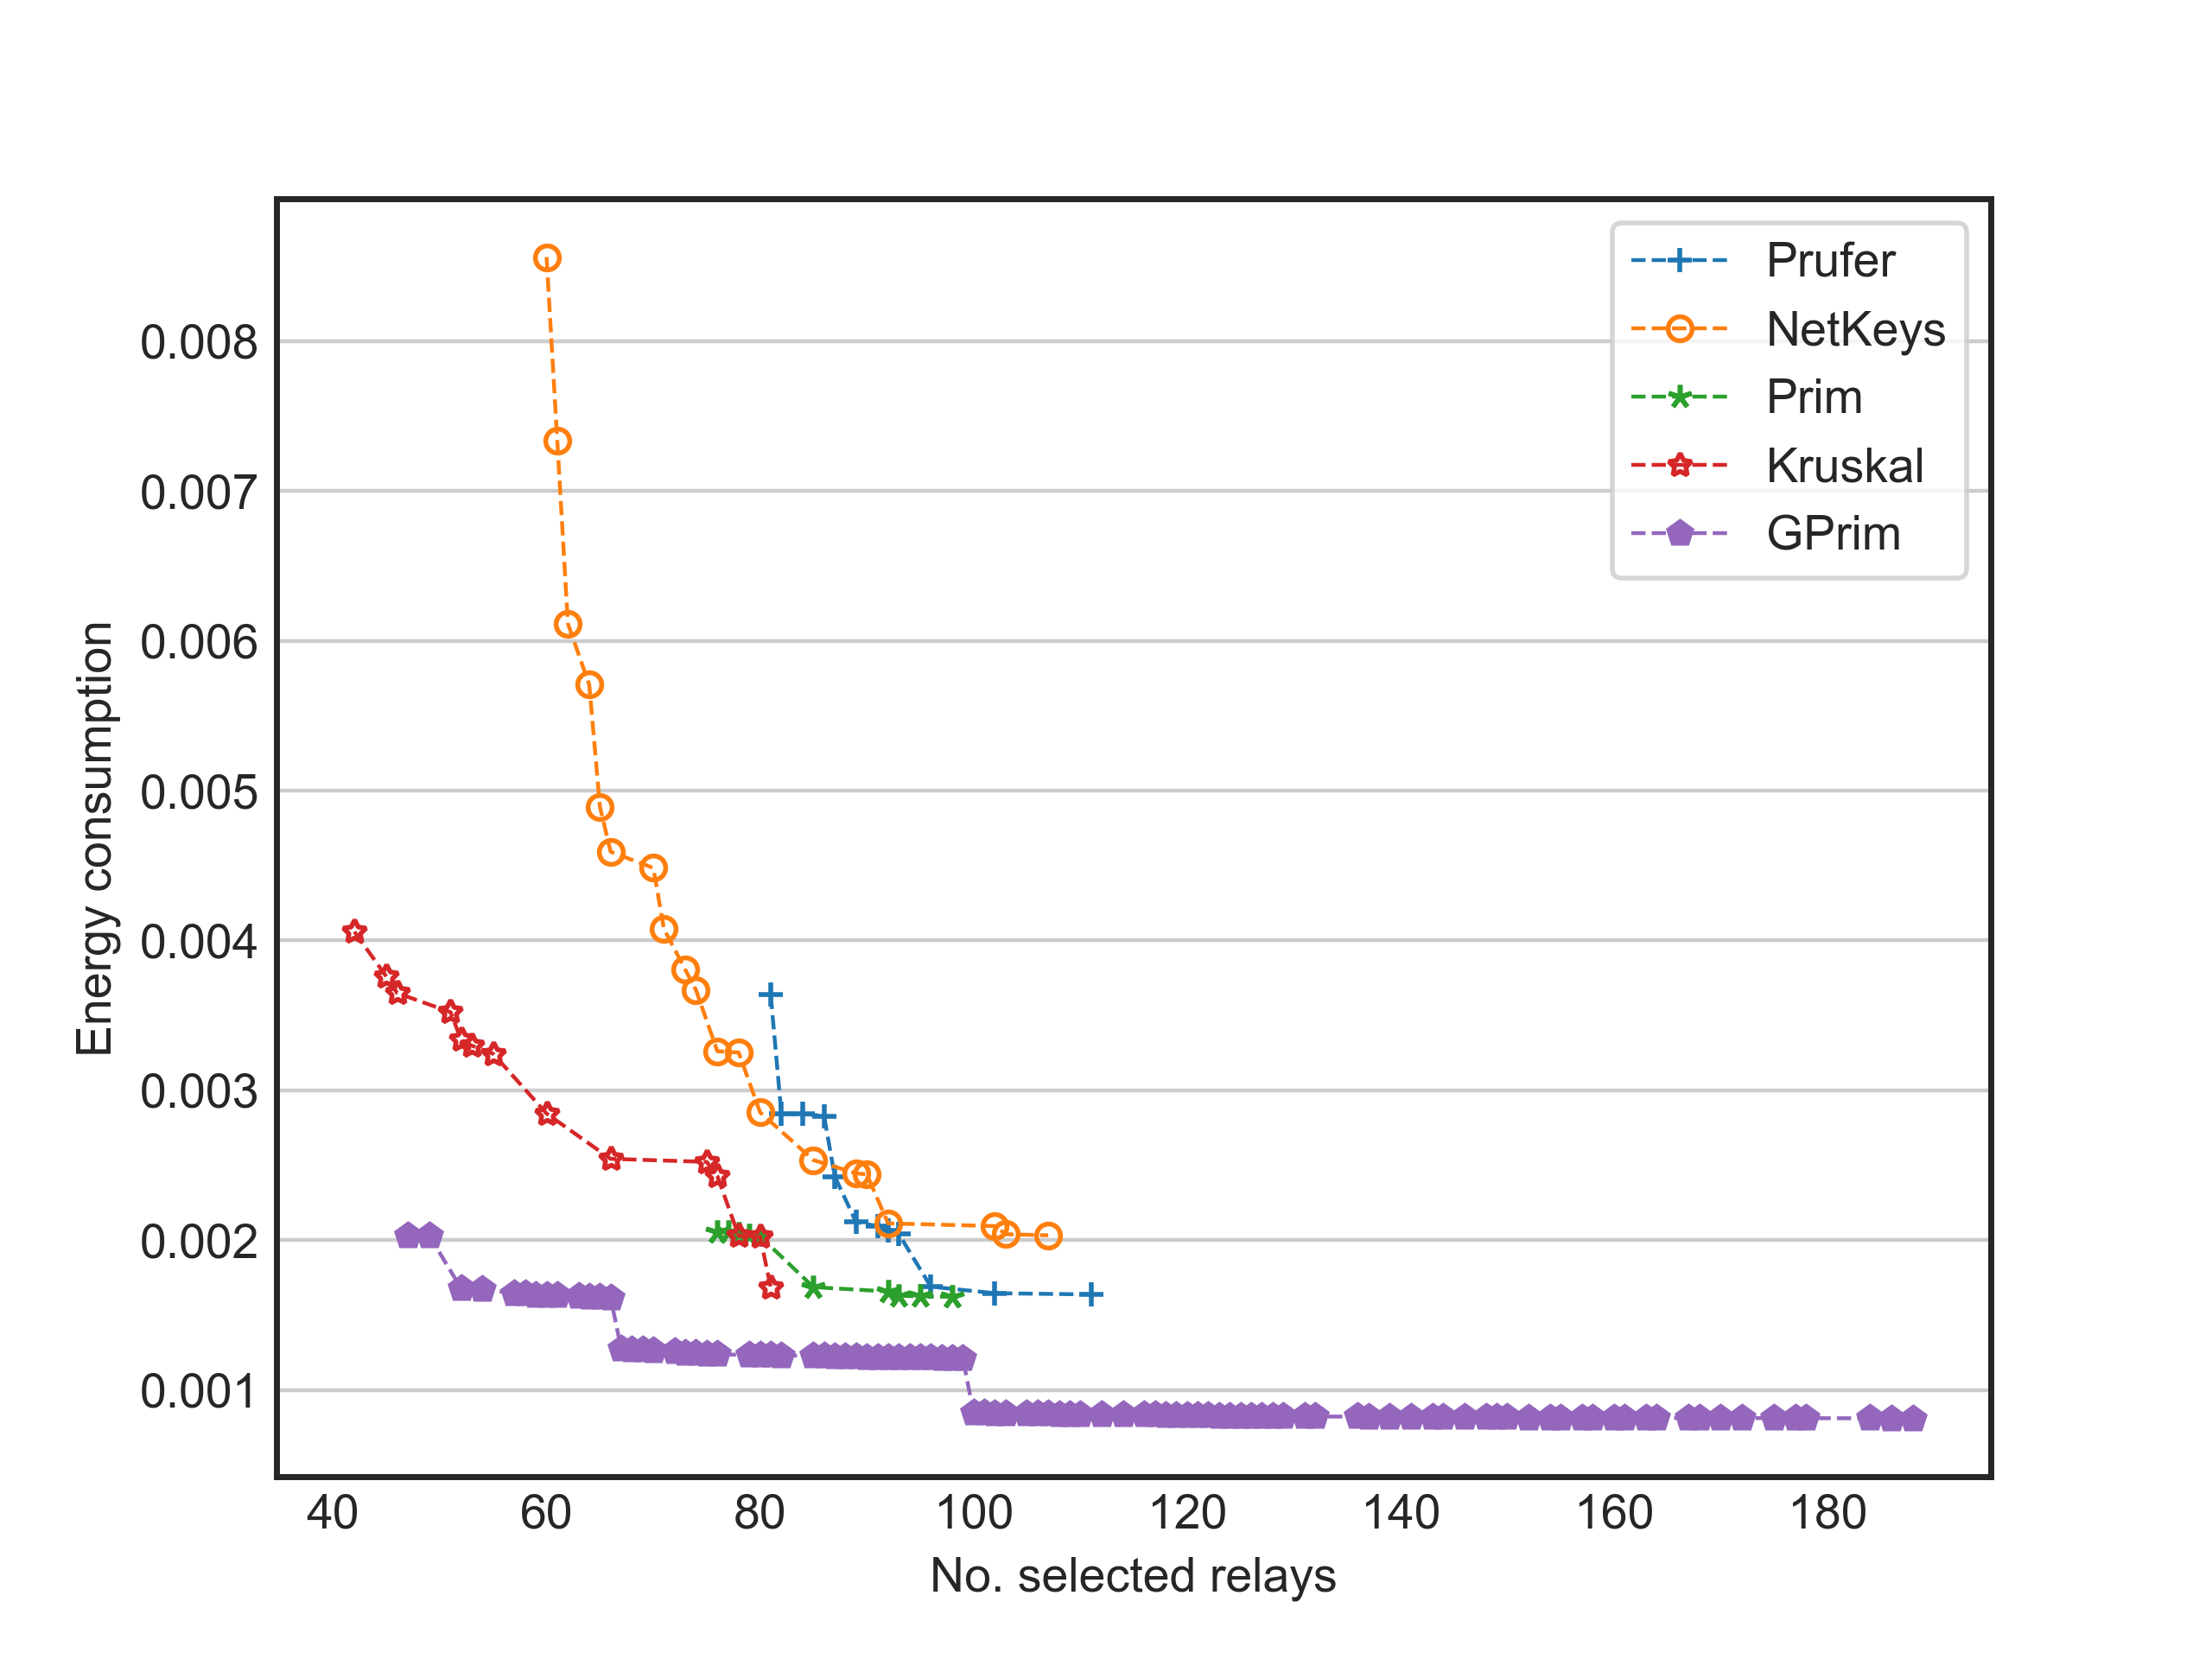 Prufer
NetKeys
Prim
Kruskal
GPrim
0.008
0.007
0.006
0.005
0.004
0.003
0.002
0.001
Energy consumption
40 60 80 100 120 140 160 180
No. selected relays